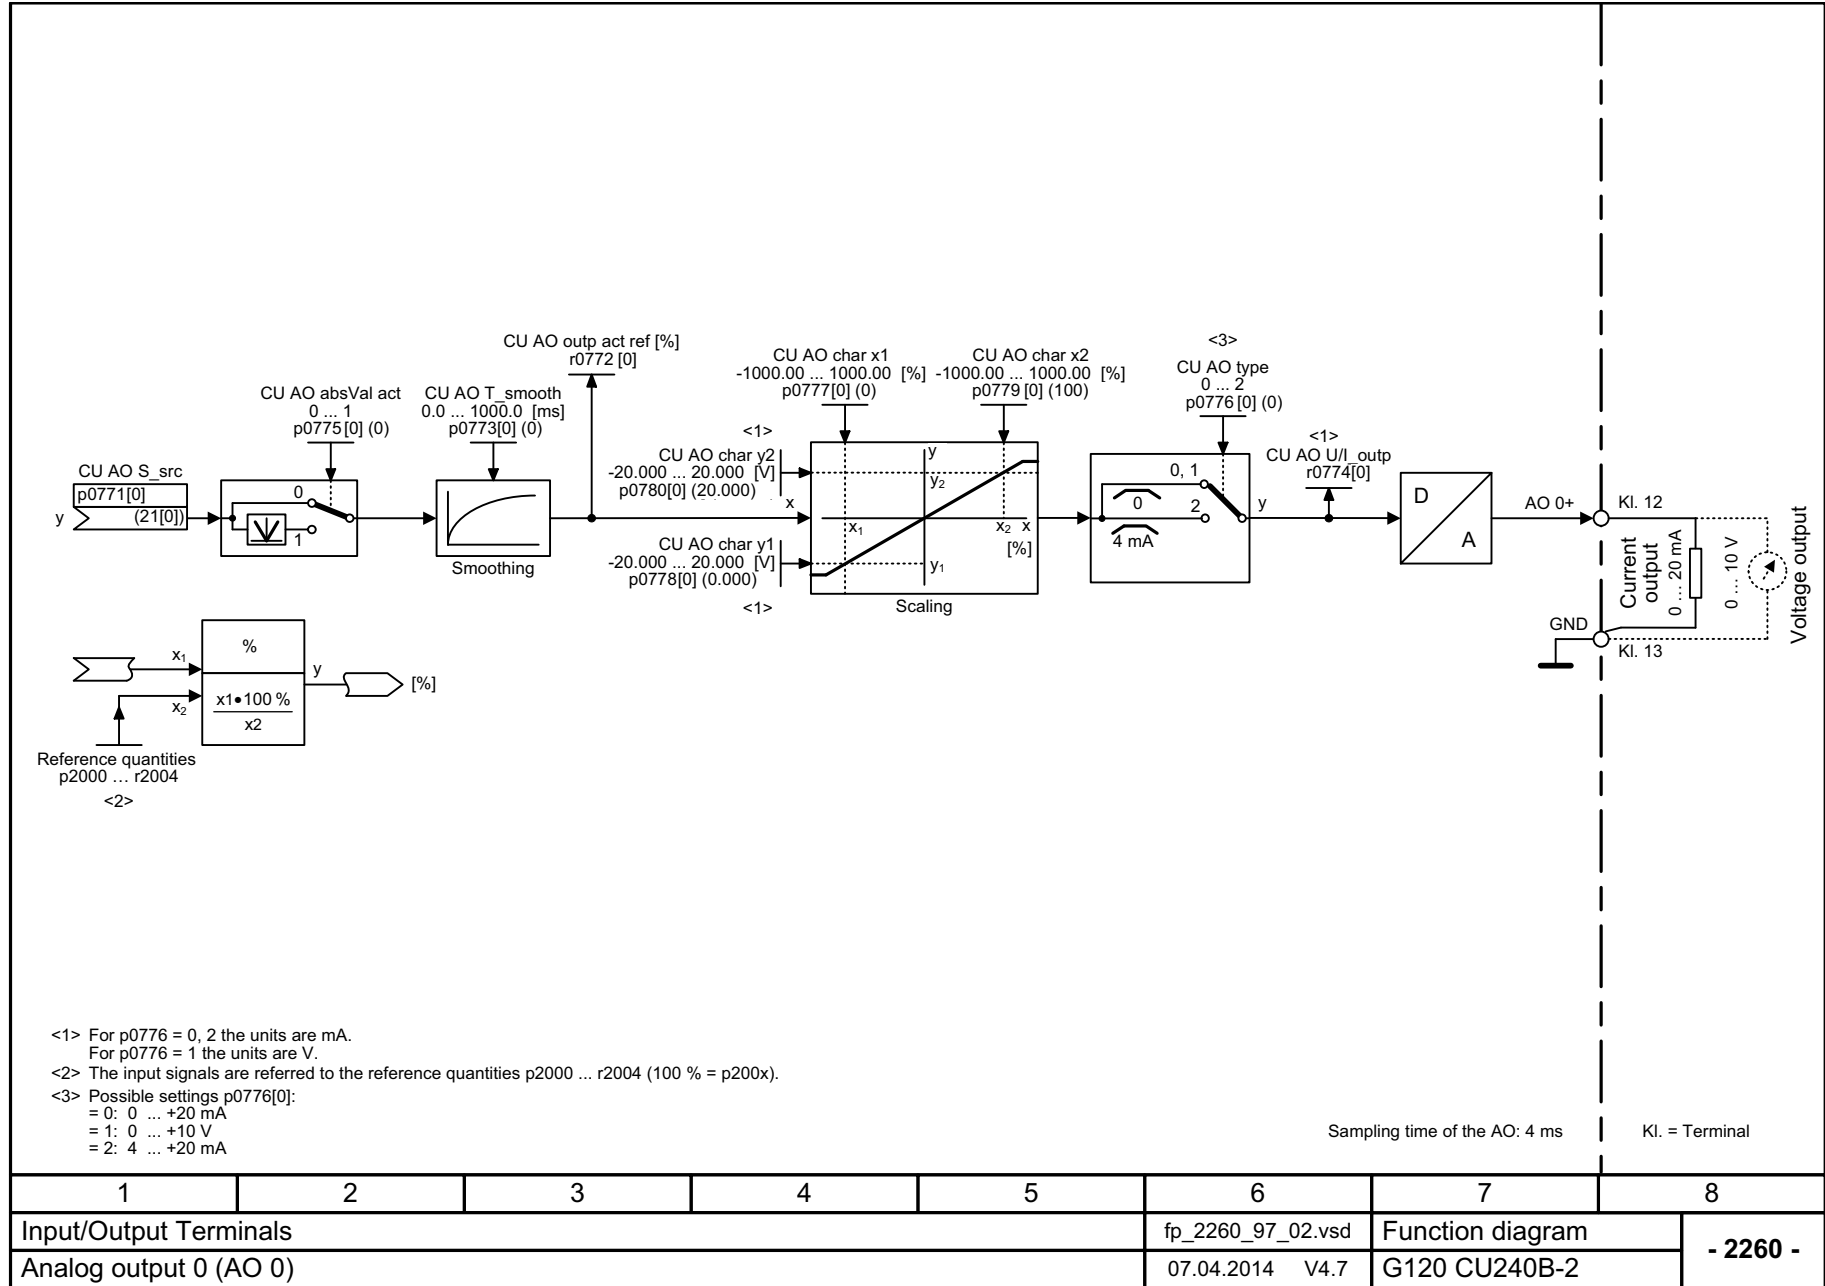 CU AO outp act ref [%]
r0772 [0]
CU AO char x1
-1000.00 ... 1000.00 [%]
p0777[0] (0)
CU AO char x2
-1000.00 ... 1000.00 [%]
p0779 [0] (100)
<3>
CU AO type
0 ... 2
p0776 [0] (0)
CU AO absVal act
0 ... 1
p0775 [0] (0)
CU AO T_smooth
0.0 ... 1000.0 [ms]
p0773[0] (0)
<1>
CU AO char y2
-20.000 ... 20.000 [V]
p0780[0] (20.000)
<1>
CU AO U/I_outp
r0774[0]
CU AO S_src
p0771[0]
(21[0])
y
0
1
Smoothing
x
y
y2
x1
x2
x
[%]
y1
CU AO char y1
-20.000 ... 20.000 [V]
p0778[0] (0.000)
<1>
Scaling
0, 1
0
2
4 mA
y
D
A
AO 0+
Kl. 12
Current output
0 ... 20 mA
0 ... 10 V
Voltage output
GND
Kl. 13
x1
%
y
[%]
x2
x1•100 %
x2
Reference quantities
p2000 … r2004
<2>
<1> For p0776 = 0, 2 the units are mA.
For p0776 = 1 the units are V.
<2> The input signals are referred to the reference quantities p2000 ... r2004 (100 % = p200x).
<3> Possible settings p0776[0]:
= 0: 0 ... +20 mA
= 1: 0 ... +10 V
= 2: 4 ... +20 mA
Sampling time of the AO: 4 ms
Kl. = Terminal
1 2 3 4 5 6 7 8
Input/Output Terminals
fp_2260_97_02.vsd
Function diagram
- 2260 -
Analog output 0 (AO 0)
07.04.2014 V4.7
G120 CU240B-2